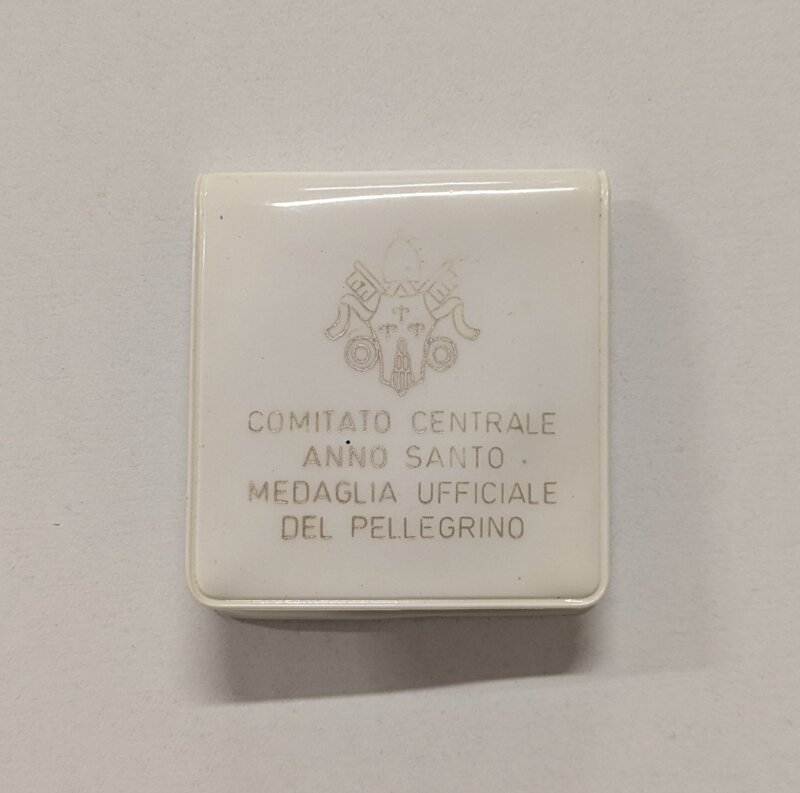 COMITATO CENTRALE
ANNO SANTO
MEDAGLIA UFFICIALE
DEL PELLEGRINO